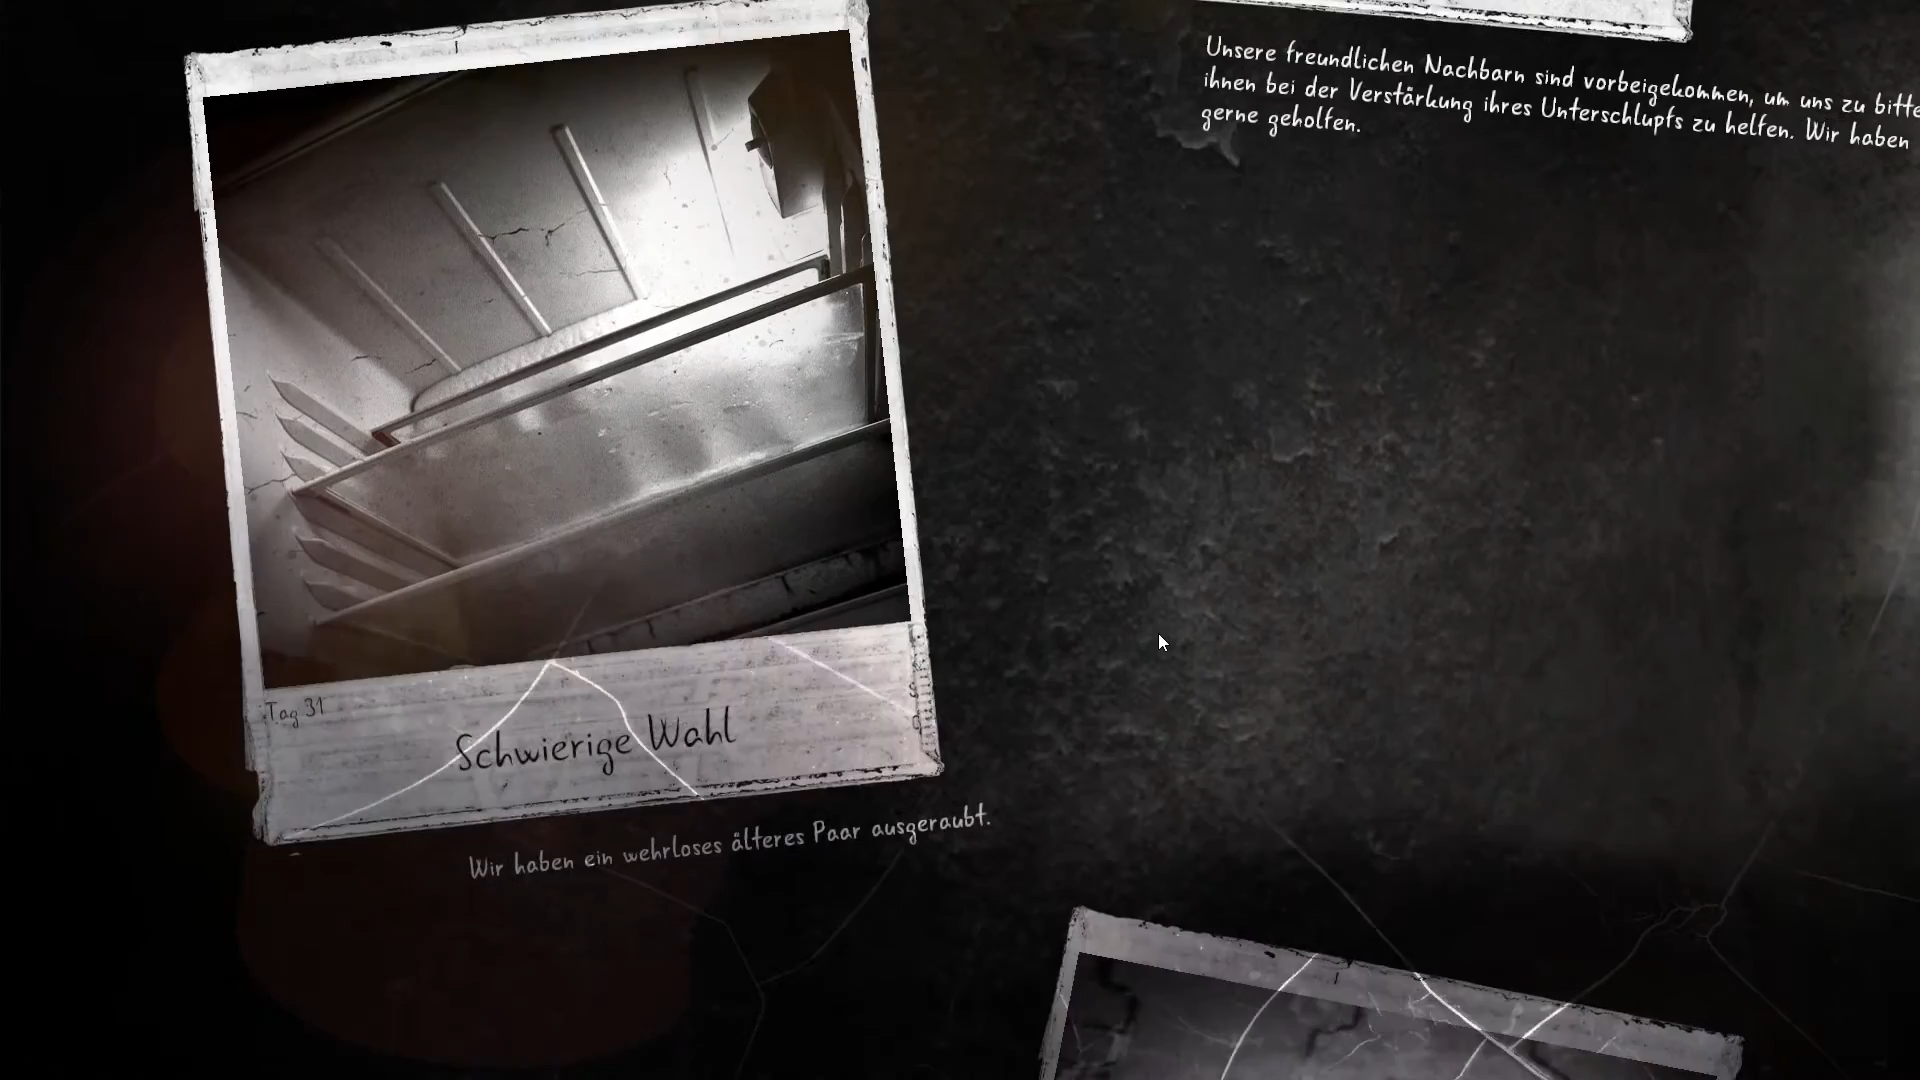 Unsere freundlichen Nachbarn sind vorbeigekommen, um uns zu bitte
ihnen bei der Verstärkung ihres Unterschlupfs zu helfen. Wir haben
gerne geholfen.
Tag 31
Schwierige Wahl
Wir haben ein wehrloses älteres Paar ausgeraubt.